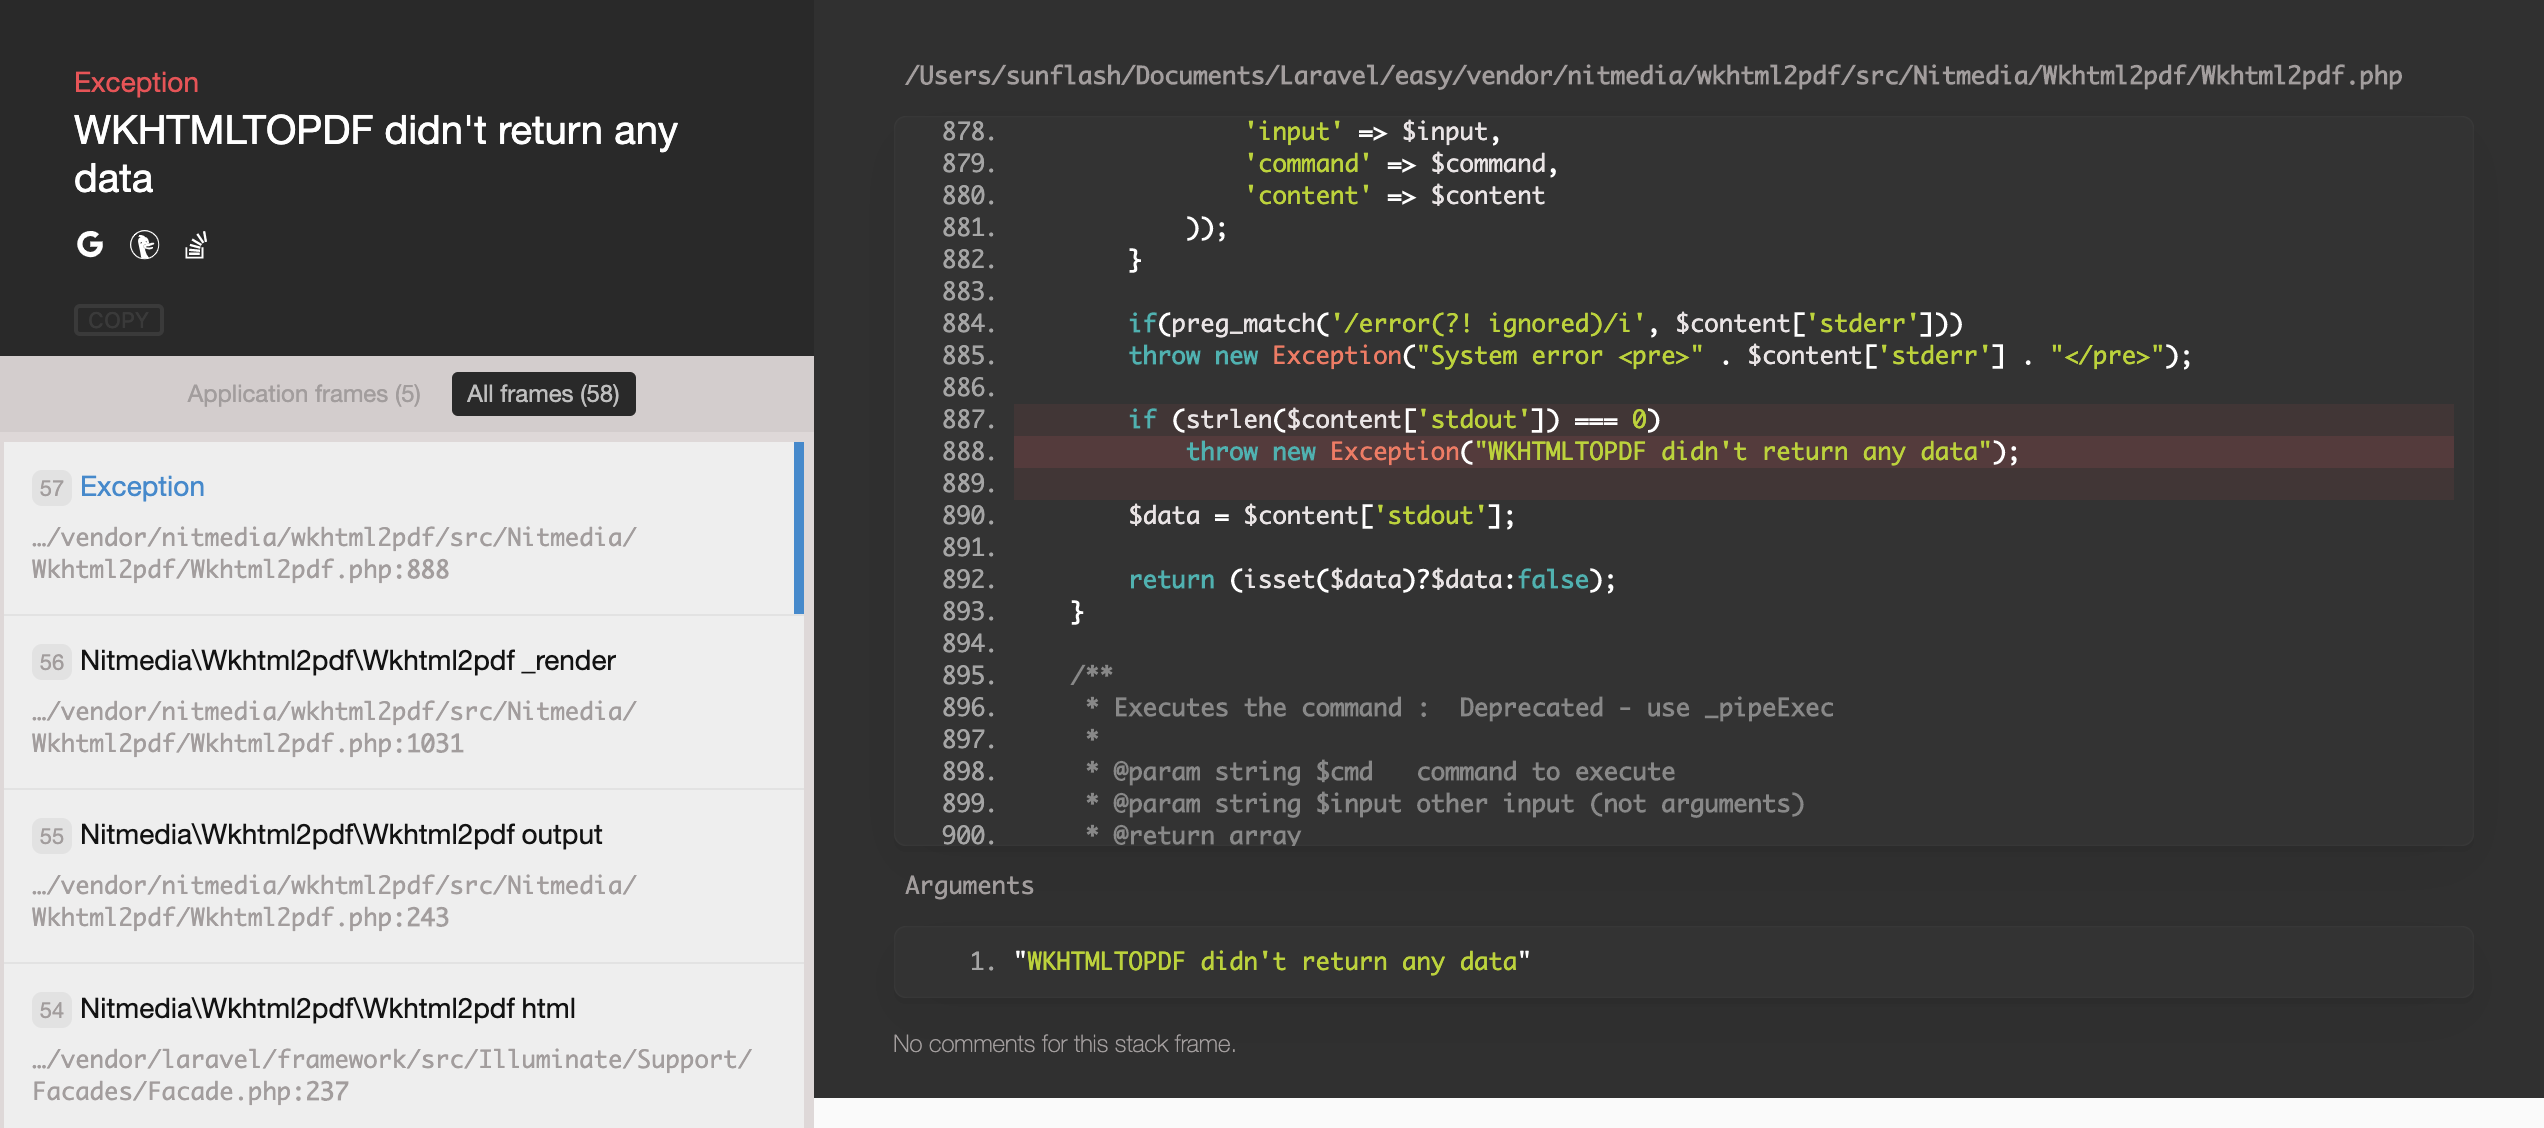 Exception
WKHTMLTOPDF didn't return any
data
COPY
Application frames (5)
All frames (58)
57 Exception
…/vendor/nitmedia/wkhtml2pdf/src/Nitmedia/
Wkhtml2pdf/Wkhtml2pdf.php:888
56 Nitmedia\Wkhtml2pdf\Wkhtml2pdf _render
…/vendor/nitmedia/wkhtml2pdf/src/Nitmedia/
Wkhtml2pdf/Wkhtml2pdf.php:1031
55 Nitmedia\Wkhtml2pdf\Wkhtml2pdf output
…/vendor/nitmedia/wkhtml2pdf/src/Nitmedia/
Wkhtml2pdf/Wkhtml2pdf.php:243
54 Nitmedia\Wkhtml2pdf\Wkhtml2pdf html
…/vendor/laravel/framework/src/Illuminate/Support/
Facades/Facade.php:237
/Users/sunflash/Documents/Laravel/easy/vendor/nitmedia/wkhtml2pdf/src/Nitmedia/Wkhtml2pdf/Wkhtml2pdf.php
878.                 'input' => $input,
879.                 'command' => $command,
880.                 'content' => $content
881.             ));
882.         }
883.
884.         if(preg_match('/error(?! ignored)/i', $content['stderr']))
885.         throw new Exception("System error <pre>" . $content['stderr'] . "</pre>");
886.
887.         if (strlen($content['stdout']) === 0)
888.             throw new Exception("WKHTMLTOPDF didn't return any data");
889.
890.         $data = $content['stdout'];
891.
892.         return (isset($data)?$data:false);
893.     }
894.
895.     /**
896.      * Executes the command :  Deprecated - use _pipeExec
897.      *
898.      * @param string $cmd   command to execute
899.      * @param string $input other input (not arguments)
900.      * @return array
Arguments
1. "WKHTMLTOPDF didn't return any data"
No comments for this stack frame.